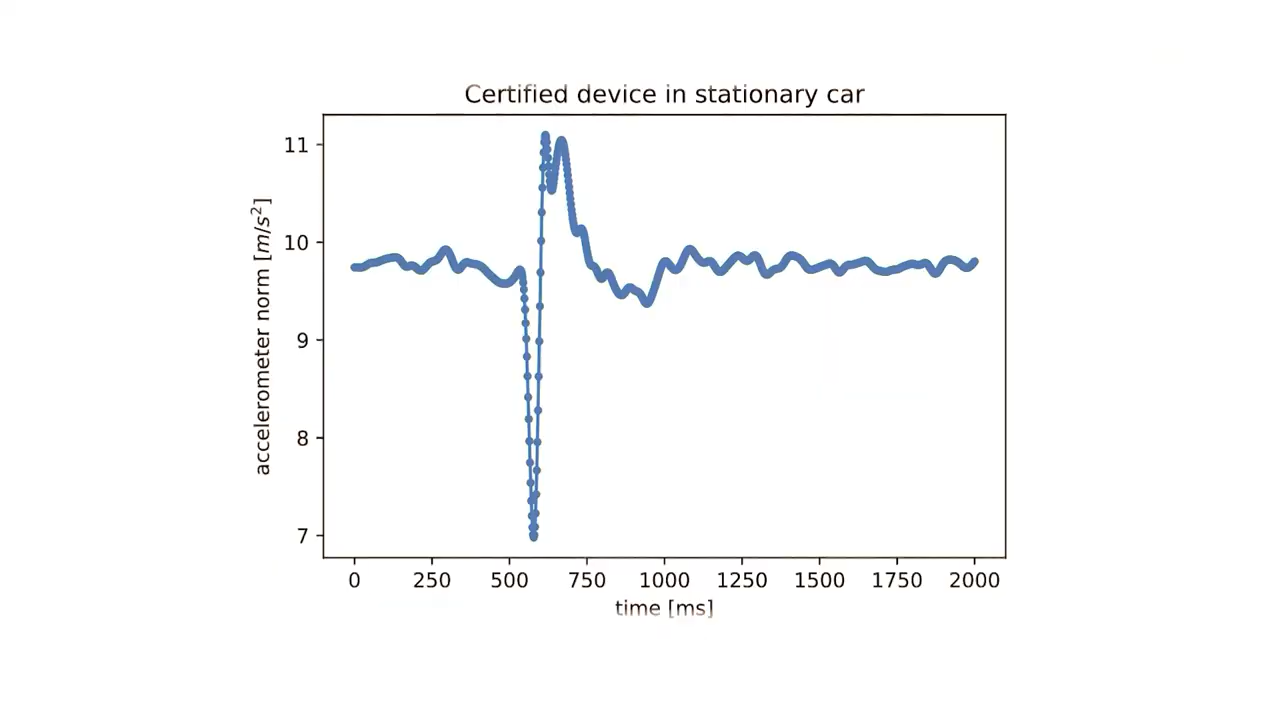 Certified device in stationary car
accelerometer norm [m/s²]
11
10
9
8
7
0 250 500 750 1000 1250 1500 1750 2000
time [ms]